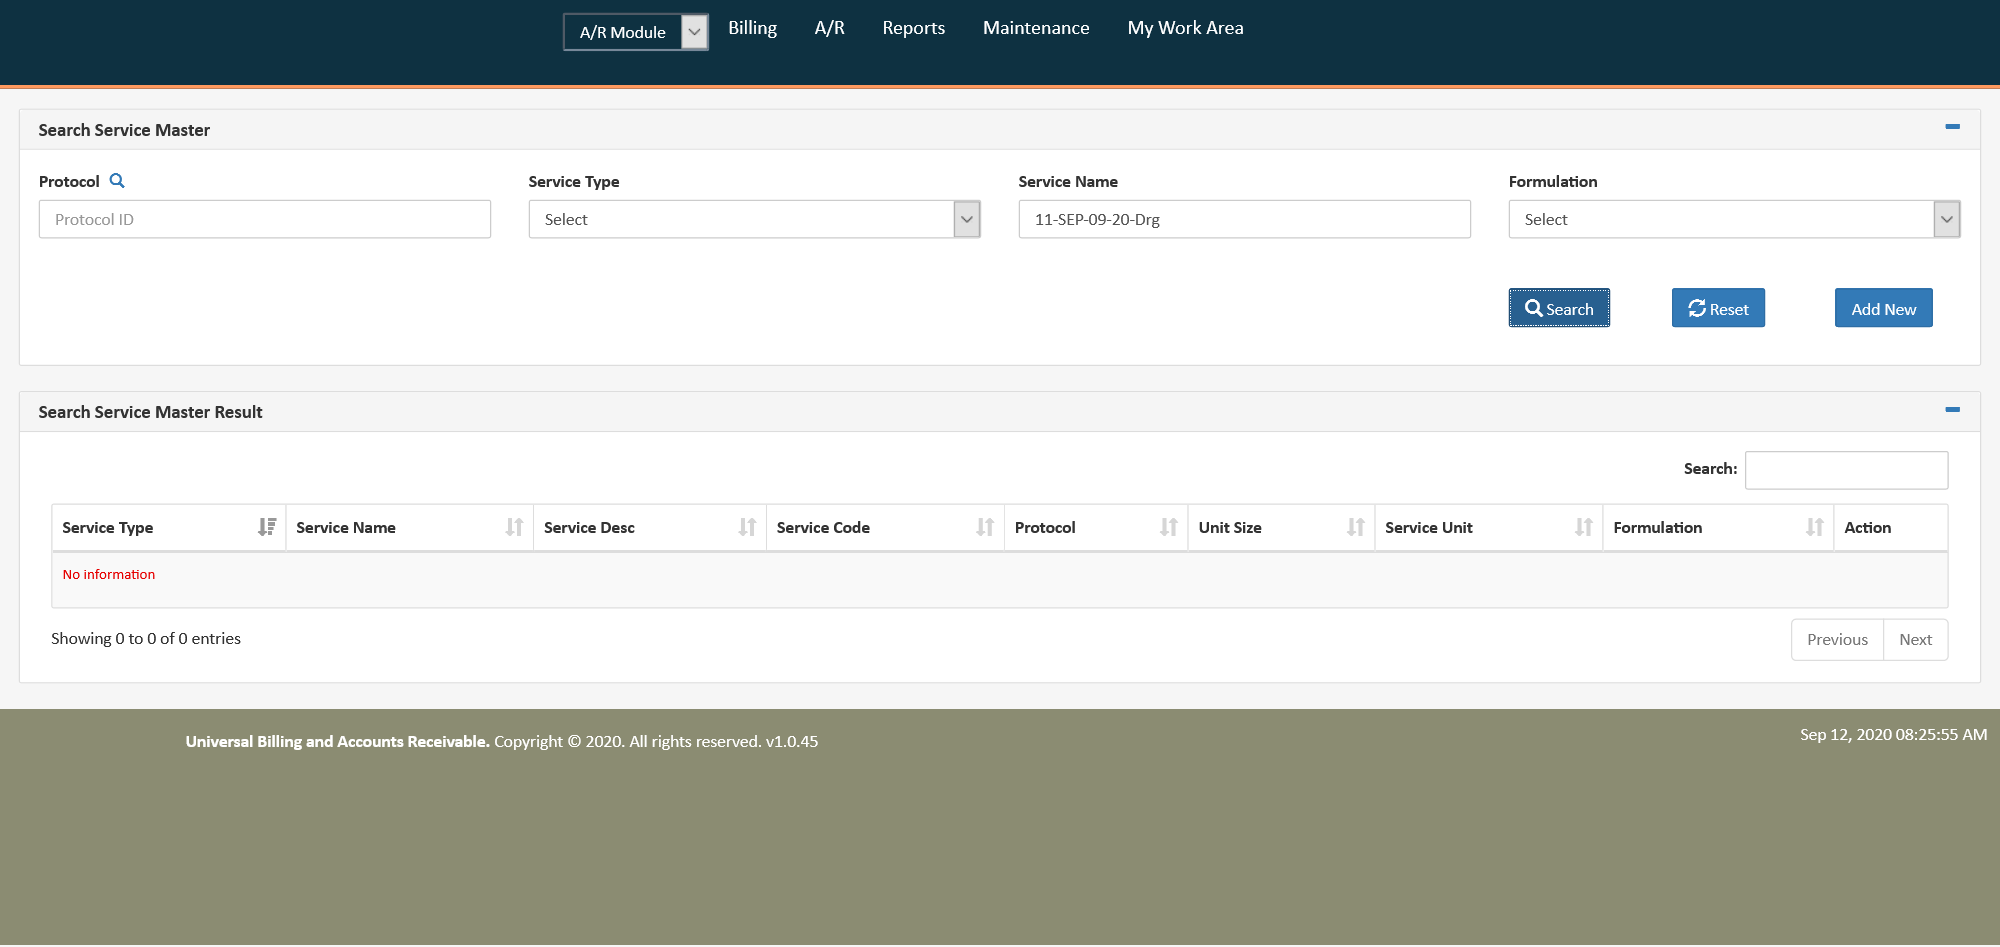 A/R Module Billing A/R Reports Maintenance My Work Area
Search Service Master
Protocol Service Type Service Name Formulation
Protocol ID Select 11-SEP-09-20-Drg Select
Search Reset Add New
Search Service Master Result
Search:
Service Type Service Name Service Desc Service Code Protocol Unit Size Service Unit Formulation Action
No information
Showing 0 to 0 of 0 entries Previous Next
Universal Billing and Accounts Receivable. Copyright © 2020. All rights reserved. v1.0.45 Sep 12, 2020 08:25:55 AM